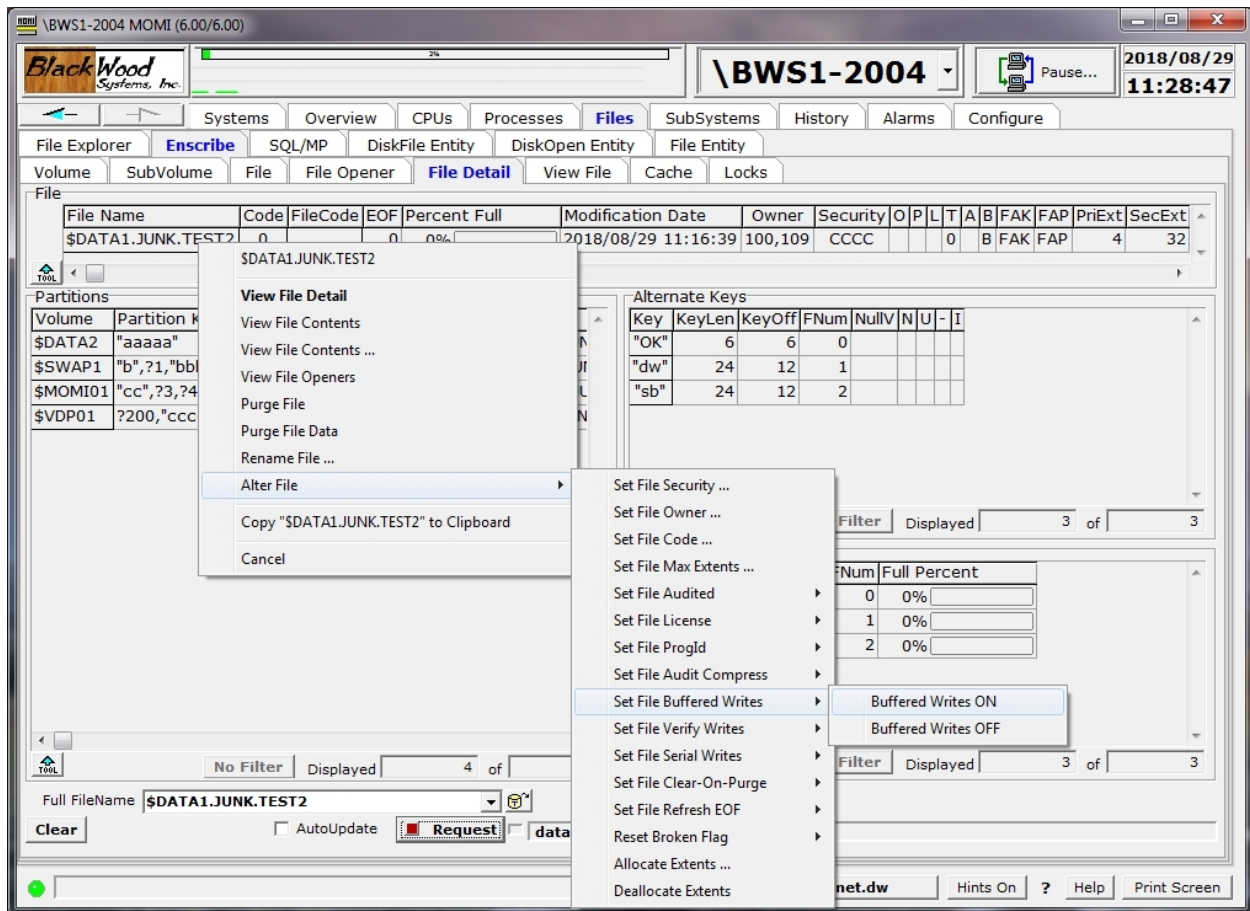 \BWS1-2004 MOMI (6.00/6.00)
BlackWood Systems, Inc.
2%
\BWS1-2004
Pause...
2018/08/29
11:28:47
Systems Overview CPUs Processes Files SubSystems History Alarms Configure
File Explorer Enscribe SQL/MP DiskFile Entity DiskOpen Entity File Entity
Volume SubVolume File File Opener File Detail View File Cache Locks
File
File Name Code FileCode EOF Percent Full Modification Date Owner Security O P L T A B FAK FAP PriExt SecExt
$DATA1.JUNK.TEST2 0 0 0% 2018/08/29 11:16:39 100,109 CCCC 0 B FAK FAP 4 32
TOOL
$DATA1.JUNK.TEST2
View File Detail
View File Contents
View File Contents ...
View File Openers
Purge File
Purge File Data
Rename File ...
Alter File
Copy "$DATA1.JUNK.TEST2" to Clipboard
Cancel
Partitions
Volume Partition K
$DATA2 "aaaaa"
$SWAP1 "b",?1,"bbl
$MOMI01 "cc",?3,?4
$VDP01 ?200,"ccc
TOOL
No Filter Displayed 4 of
Alternate Keys
Key KeyLen KeyOff FNum NullV N U - I
"OK" 6 6 0
"dw" 24 12 1
"sb" 24 12 2
Filter Displayed 3 of 3
Set File Security ...
Set File Owner ...
Set File Code ...
Set File Max Extents ...
Set File Audited
Set File License
Set File ProgId
Set File Audit Compress
Set File Buffered Writes
Set File Verify Writes
Set File Serial Writes
Set File Clear-On-Purge
Set File Refresh EOF
Reset Broken Flag
Allocate Extents ...
Deallocate Extents
Buffered Writes ON
Buffered Writes OFF
FNum Full Percent
0 0%
1 0%
2 0%
Filter Displayed 3 of 3
Full FileName $DATA1.JUNK.TEST2
Clear AutoUpdate Request data
net.dw Hints On ? Help Print Screen